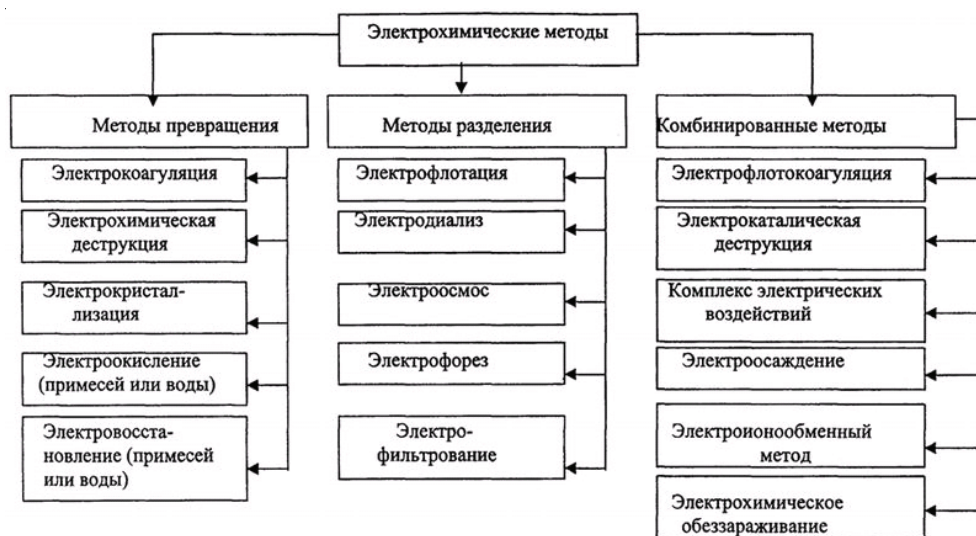 Электрохимические методы
Методы превращения
Методы разделения
Комбинированные методы
Электрокоагуляция
Электрохимическая
деструкция
Электрокристал-
лизация
Электроокисление
(примесей или воды)
Электровосста-
новление (примесей
или воды)
Электрофлотация
Электродиализ
Электроосмос
Электрофорез
Электро-
фильтрование
Электрофлотокоагуляция
Электрокаталическая
деструкция
Комплекс электрических
воздействий
Электроосаждение
Электроионообменный
метод
Электрохимическое
обеззараживание